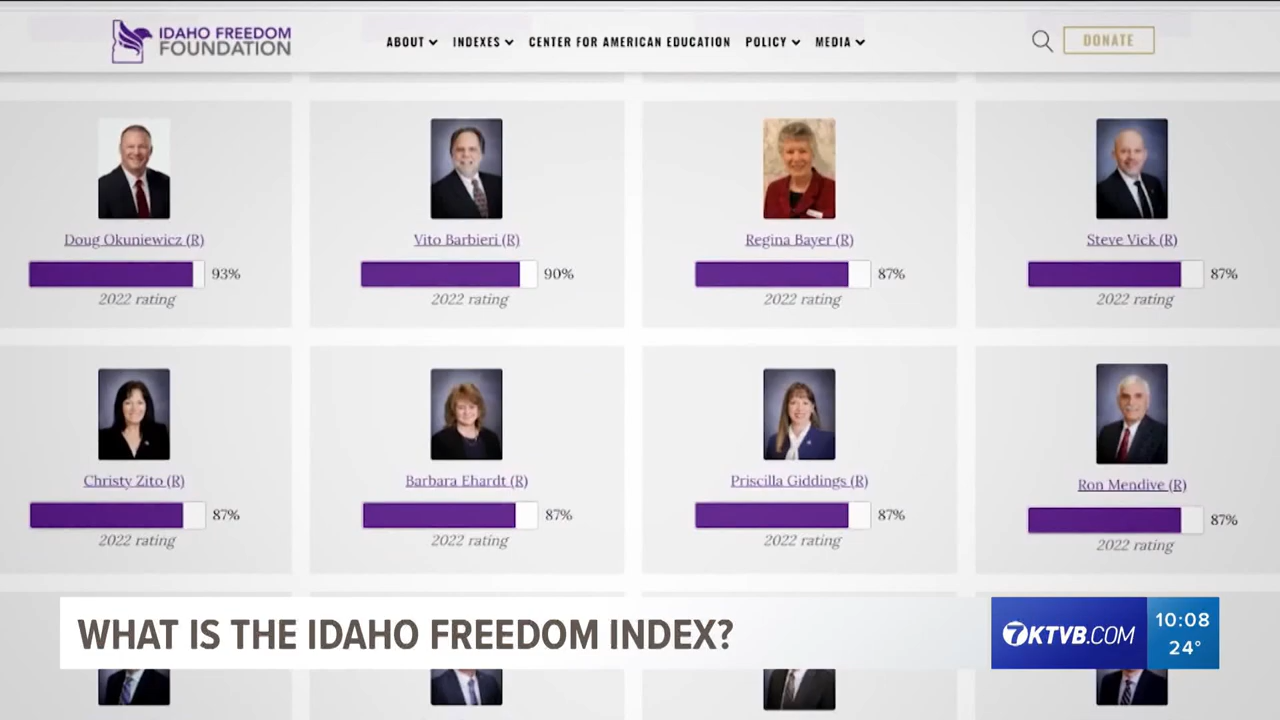 IDAHO FREEDOM
FOUNDATION
ABOUT INDEXES CENTER FOR AMERICAN EDUCATION POLICY MEDIA DONATE
Doug Okuniewicz (R) Vito Barbieri (R) Regina Bayer (R) Steve Vick (R)
93% 90% 87% 87%
2022 rating 2022 rating 2022 rating 2022 rating
Christy Zito (R) Barbara Ehardt (R) Priscilla Giddings (R) Ron Mendive (R)
87% 87% 87% 87%
2022 rating 2022 rating 2022 rating 2022 rating
WHAT IS THE IDAHO FREEDOM INDEX?
7KTVB.COM
10:08
24°